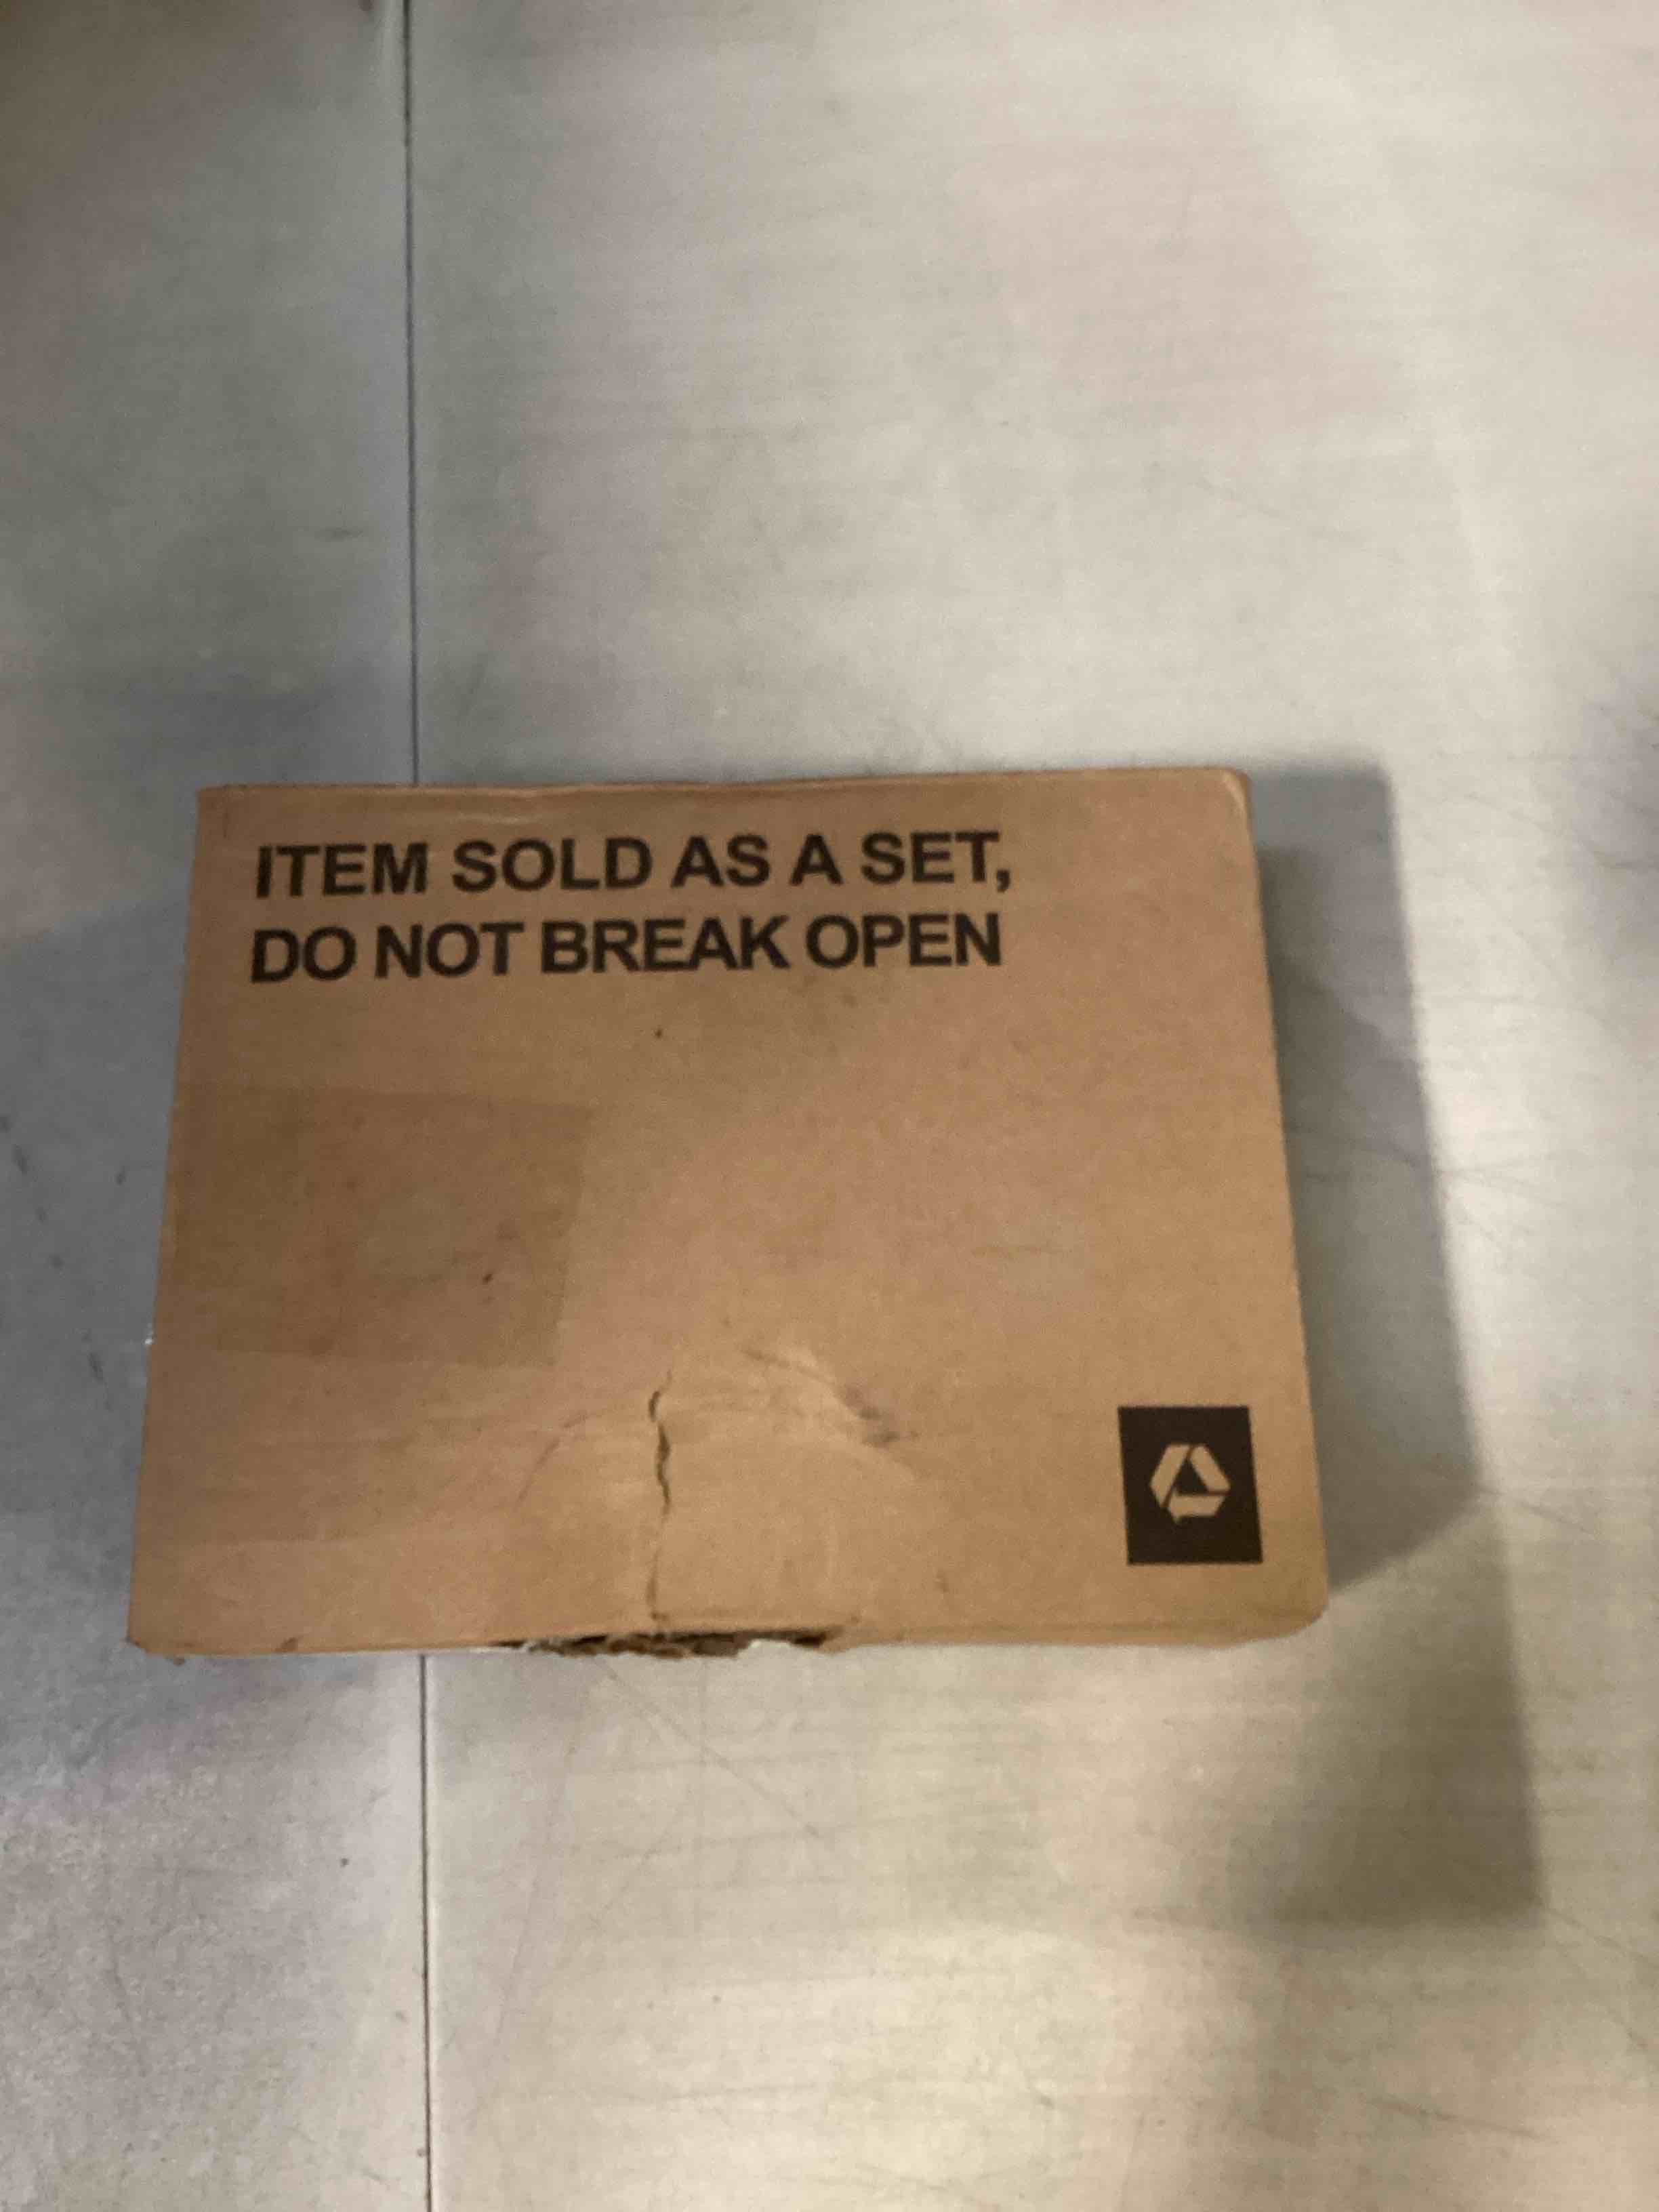 ITEM SOLD AS A SET,
DO NOT BREAK OPEN